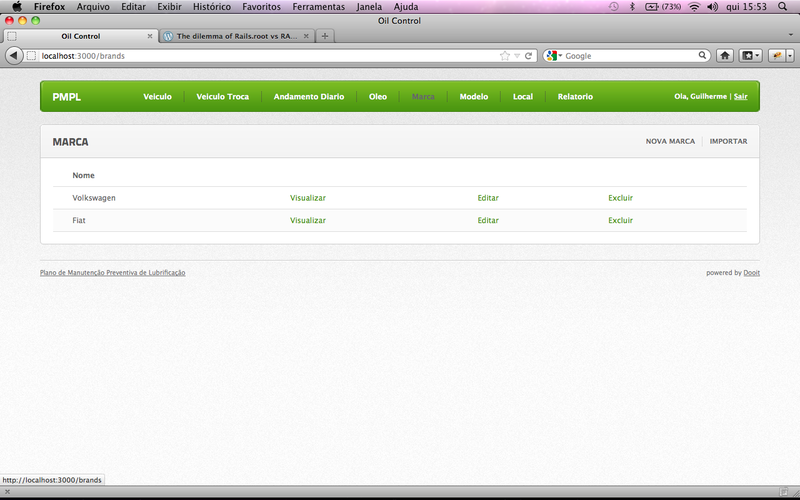 Firefox Arquivo Editar Exibir Histórico Favoritos Ferramentas Janela Ajuda (73%) qui 15:53
Oil Control
Oil Control The dilemma of Rails.root vs RA...
localhost:3000/brands Google
PMPL Veiculo Veiculo Troca Andamento Diario Oleo Marca Modelo Local Relatorio Ola, Guilherme | Sair
MARCA NOVA MARCA IMPORTAR
Nome
Volkswagen Visualizar Editar Excluir
Fiat Visualizar Editar Excluir
Plano de Manutenção Preventiva de Lubrificação powered by Dooit
http://localhost:3000/brands